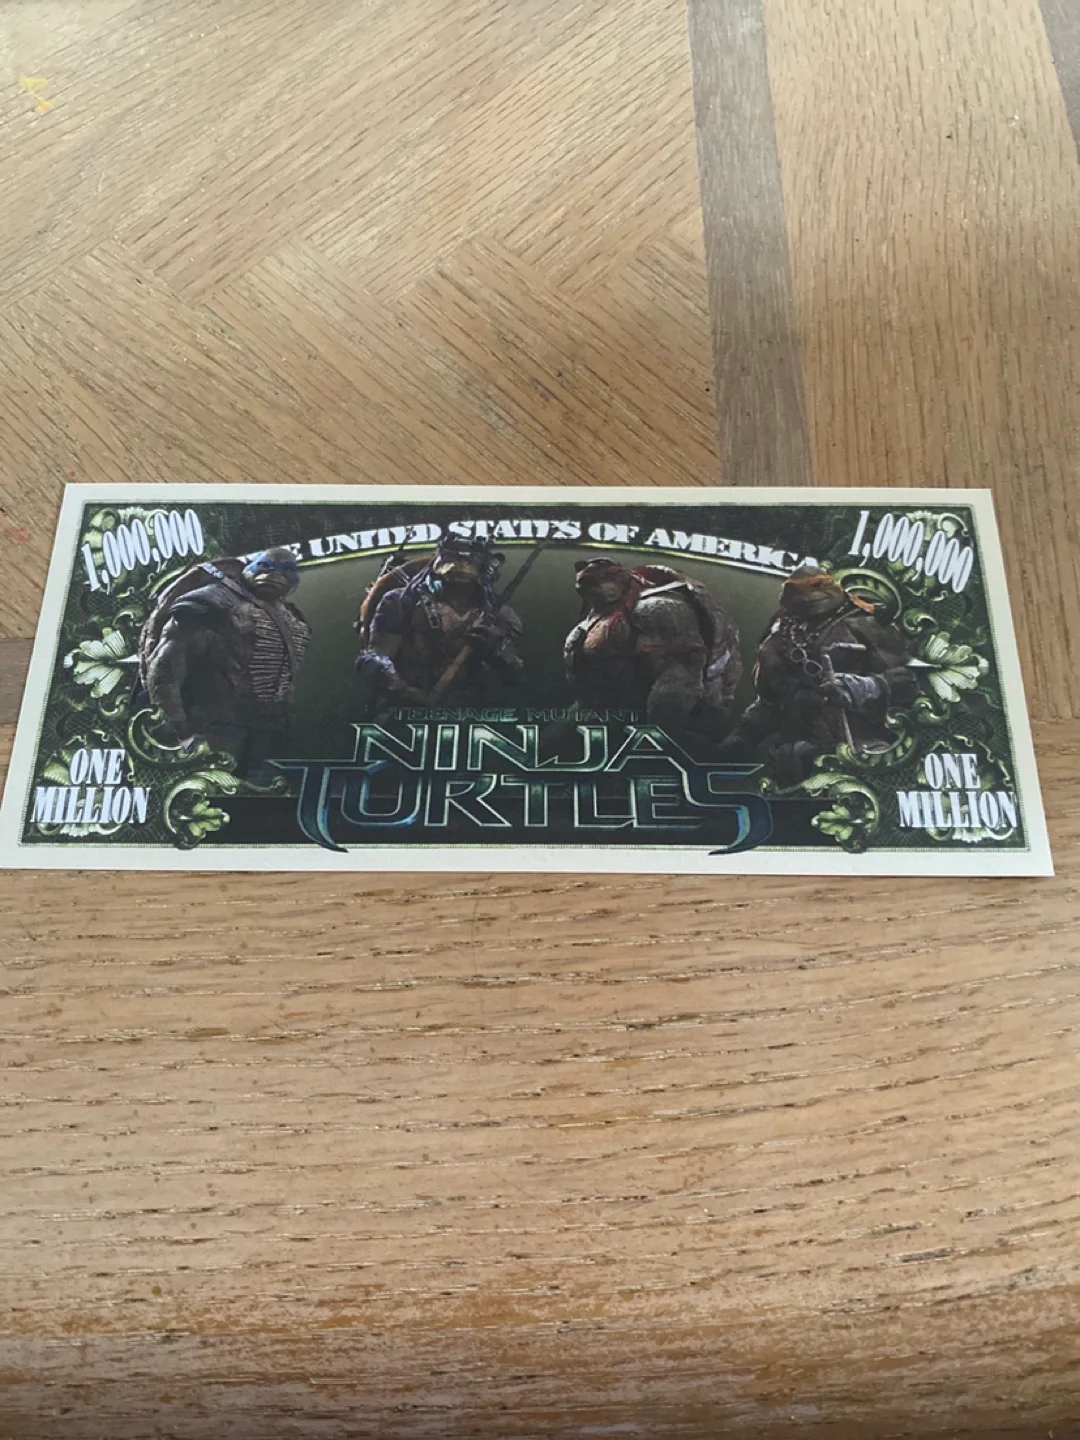 1,000,000
THE UNITED STATES OF AMERICA
1,000,000
TEENAGE MUTANT
NINJA
TURTLES
ONE
MILLION
ONE
MILLION